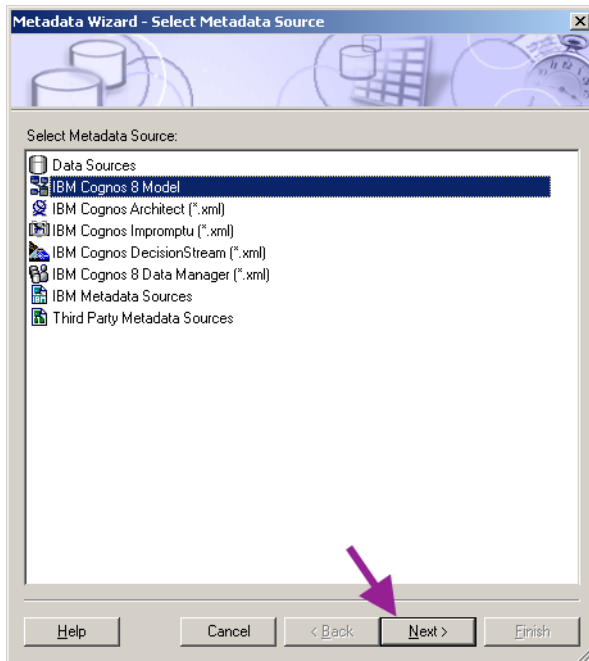 Metadata Wizard - Select Metadata Source
Select Metadata Source:
Data Sources
IBM Cognos 8 Model
IBM Cognos Architect (*.xml)
IBM Cognos Impromptu (*.xml)
IBM Cognos DecisionStream (*.xml)
IBM Cognos 8 Data Manager (*.xml)
IBM Metadata Sources
Third Party Metadata Sources
Help Cancel < Back Next > Finish